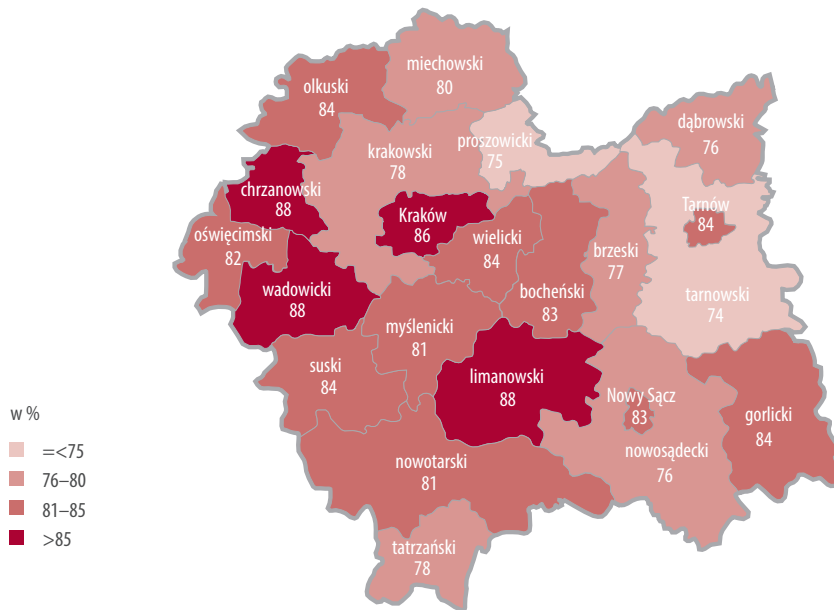 miechowski
80
olkuski
84
dąbrowski
76
proszowicki
75
krakowski
78
chrzanowski
88
Tarnów
84
Kraków
86
oświęcimski
82
wielicki
84
brzeski
77
wadowicki
88
bocheński
83
tarnowski
74
myślenicki
81
suski
84
limanowski
88
Nowy Sącz
83
gorlicki
84
nowosądecki
76
nowotarski
81
tatrzański
78
w %
=<75
76–80
81–85
>85